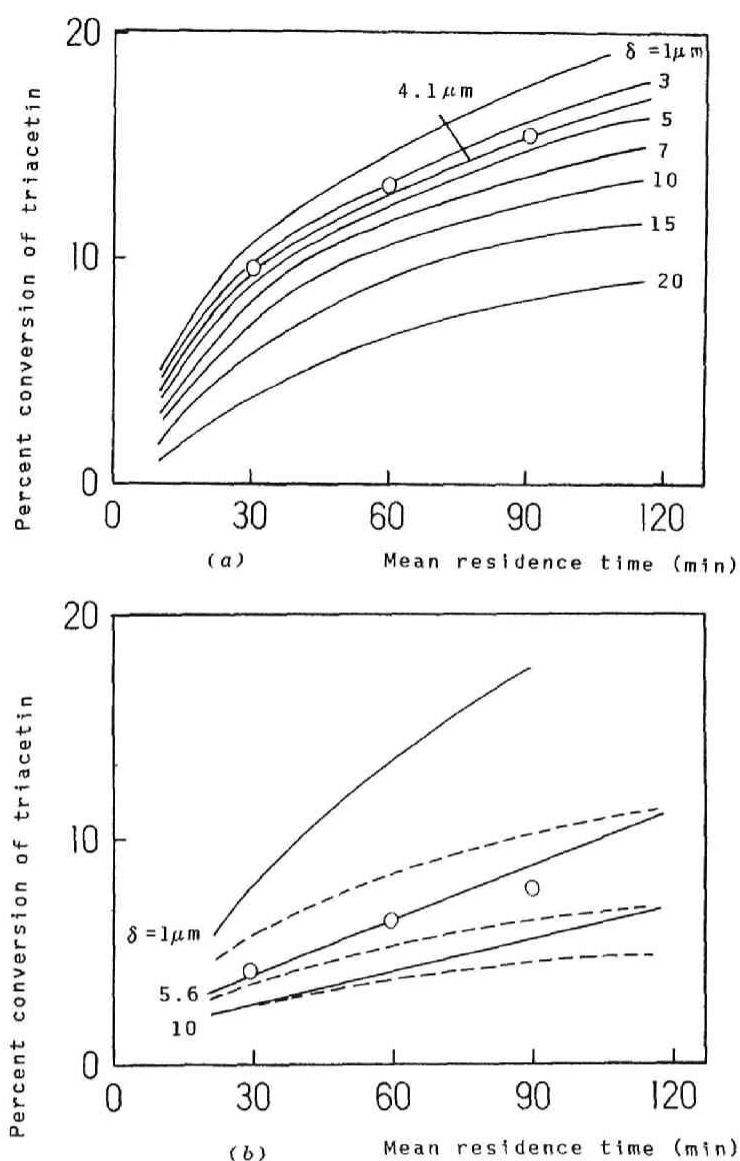 20
10
0
0
30
60
90
120
Percent conversion of triacetin
δ=1μm
4.1μm
3
5
7
10
15
20
(a)
Mean residence time (min)
20
10
0
0
30
60
90
120
Percent conversion of triacetin
δ=1μm
5.6
10
(b)
Mean residence time (min)